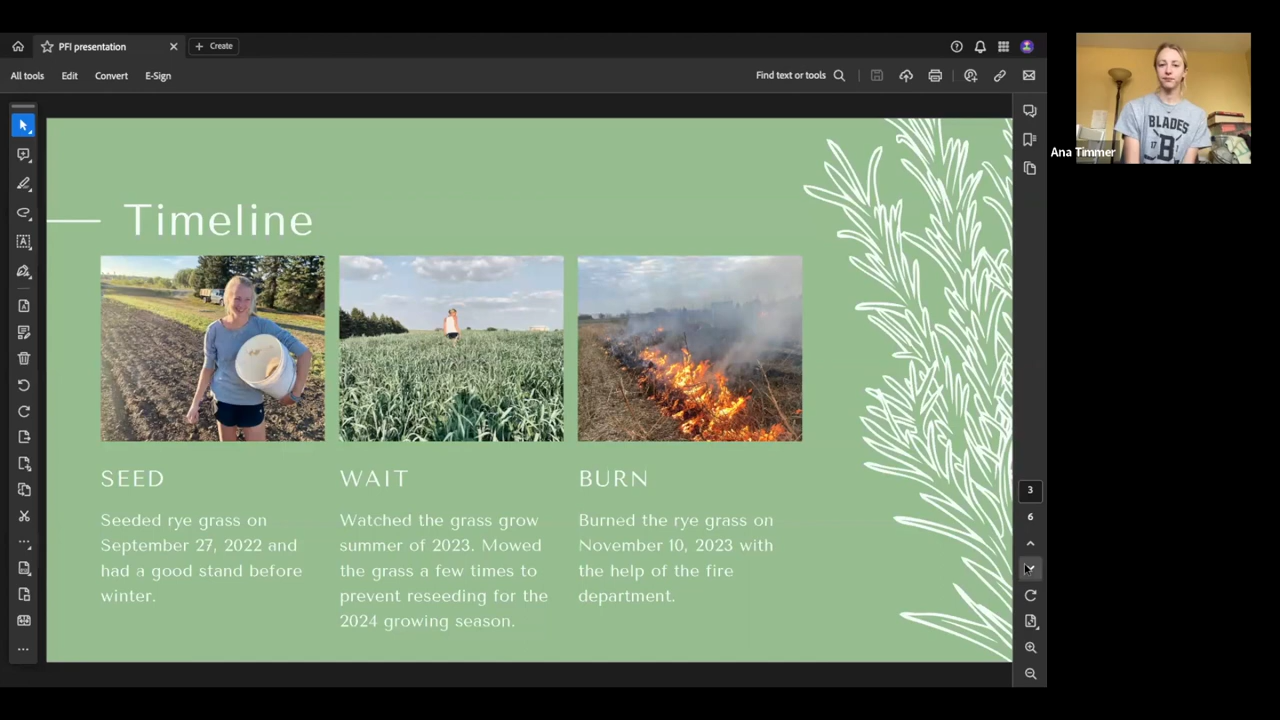 PFI presentation
Create
All tools
Edit
Convert
E-Sign
Find text or tools
Timeline
SEED
Seeded rye grass on
September 27, 2022 and
had a good stand before
winter.
WAIT
Watched the grass grow
summer of 2023. Mowed
the grass a few times to
prevent reseeding for the
2024 growing season.
BURN
Burned the rye grass on
November 10, 2023 with
the help of the fire
department.
3
6
BLADES
B
17
Ana Timmer